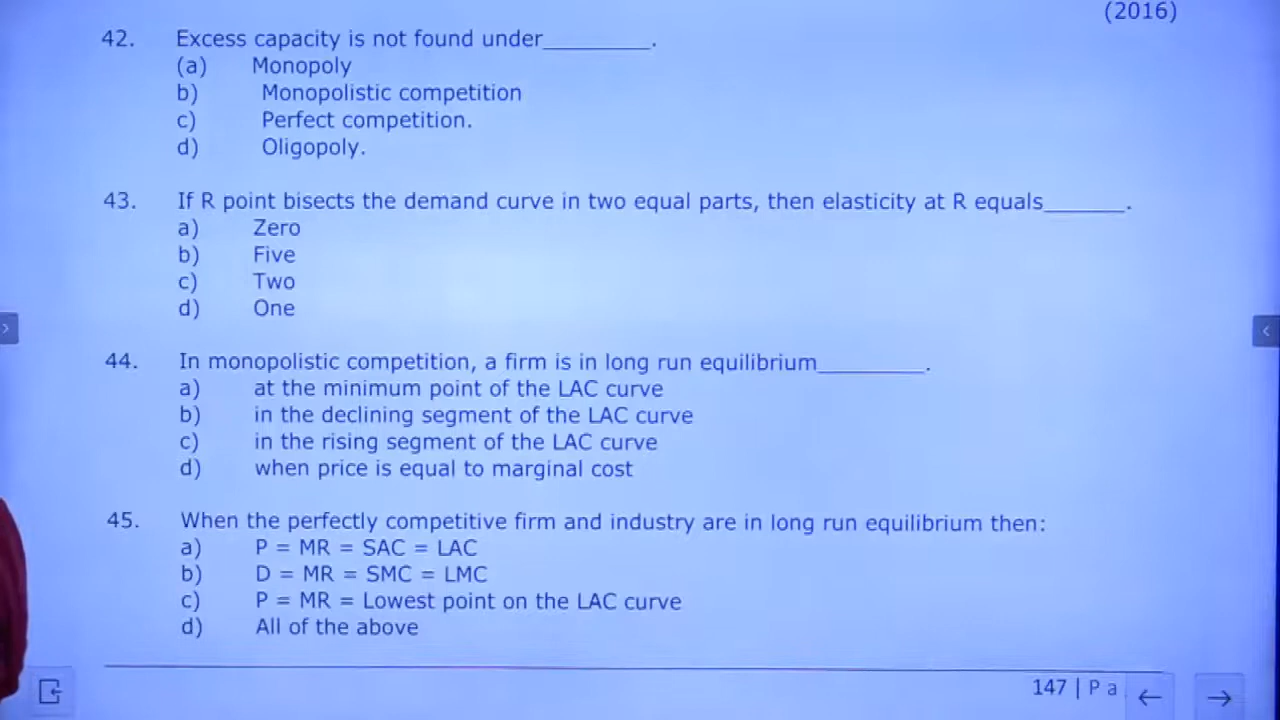 (2016)
42. Excess capacity is not found under_________.
(a) Monopoly
b) Monopolistic competition
c) Perfect competition.
d) Oligopoly.
43. If R point bisects the demand curve in two equal parts, then elasticity at R equals_______.
a) Zero
b) Five
c) Two
d) One
44. In monopolistic competition, a firm is in long run equilibrium_________.
a) at the minimum point of the LAC curve
b) in the declining segment of the LAC curve
c) in the rising segment of the LAC curve
d) when price is equal to marginal cost
45. When the perfectly competitive firm and industry are in long run equilibrium then:
a) P = MR = SAC = LAC
b) D = MR = SMC = LMC
c) P = MR = Lowest point on the LAC curve
d) All of the above
147 | P a